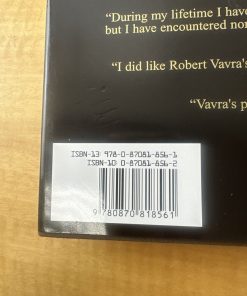 “During my lifetime I have
but I have encountered nor
“I did like Robert Vavra's
“Vavra's p
ISBN-13: 978-0-87081-856-1
ISBN-10: 0-87081-856-2
9 780870 818561